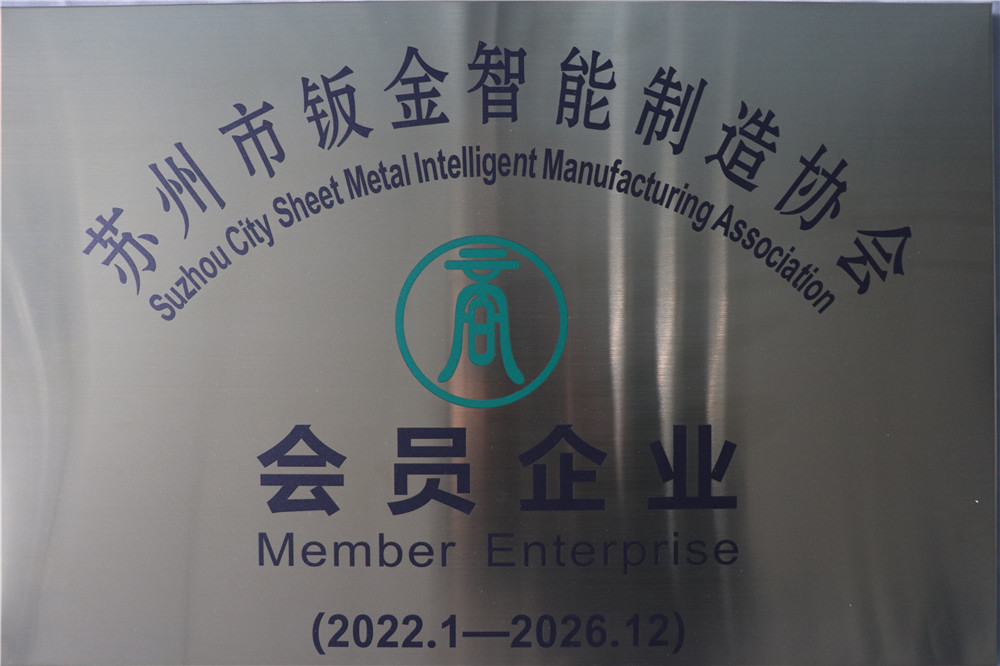 苏州市钣金智能制造协会
Suzhou City Sheet Metal Intelligent Manufacturing Association
商
会员企业
Member Enterprise
(2022.1—2026.12)